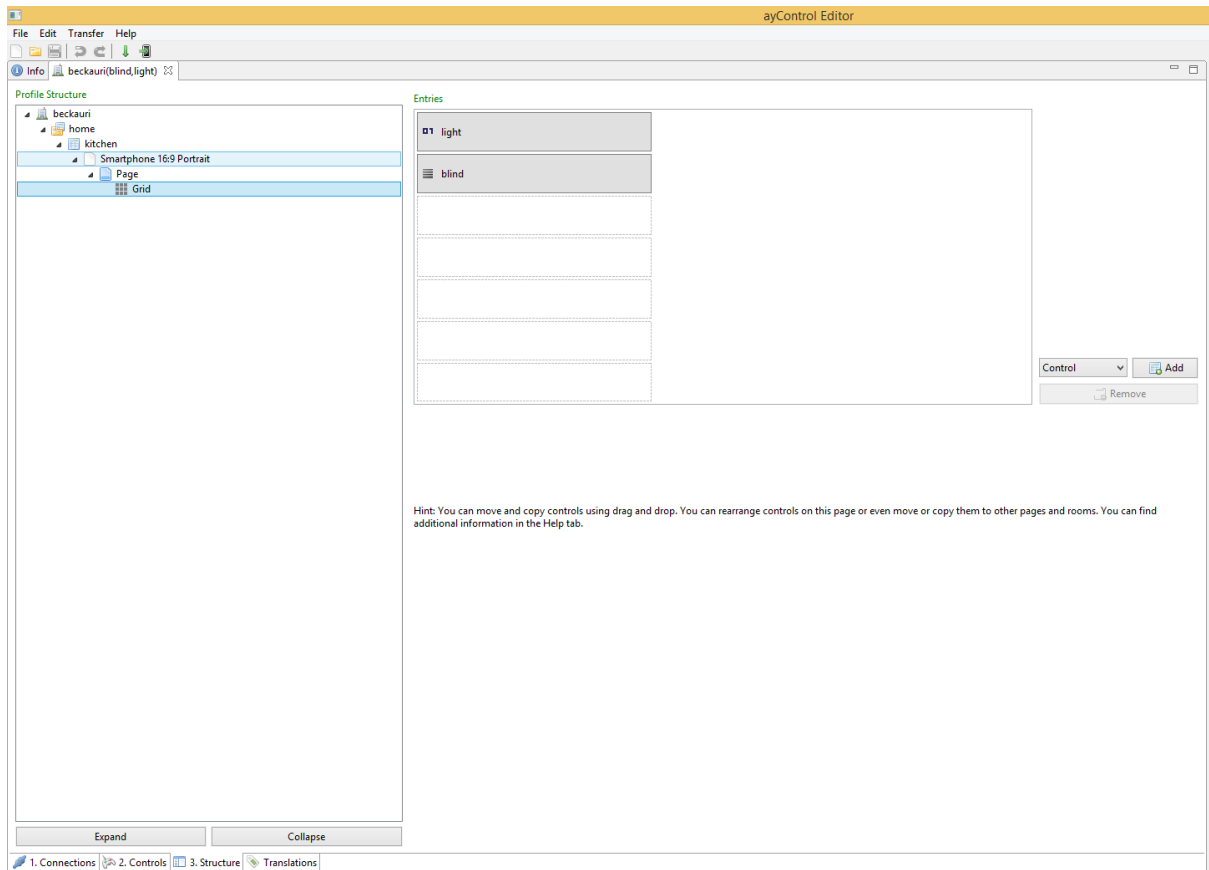 ayControl Editor
File Edit Transfer Help
Info beckauri(blind,light)
Profile Structure
beckauri
home
kitchen
Smartphone 16:9 Portrait
Page
Grid
Expand Collapse
Entries
light
blind
Control Add
Remove
Hint: You can move and copy controls using drag and drop. You can rearrange controls on this page or even move or copy them to other pages and rooms. You can find
additional information in the Help tab.
1. Connections 2. Controls 3. Structure Translations